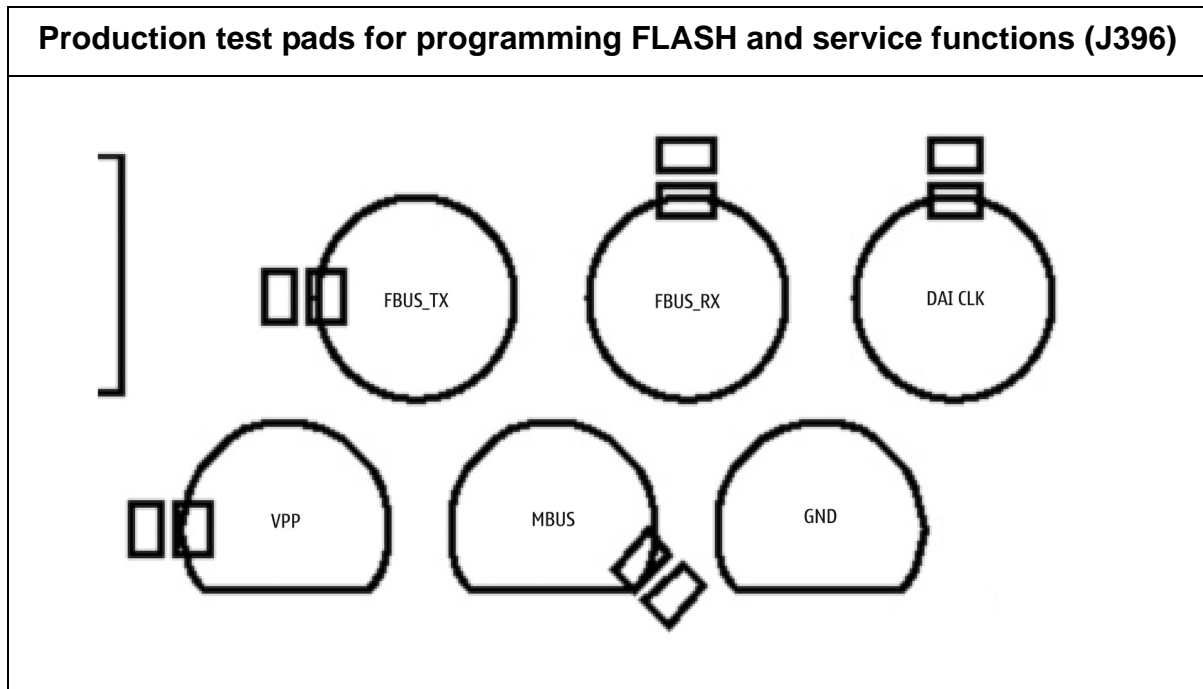 Production test pads for programming FLASH and service functions (J396)
FBUS_TX
FBUS_RX
DAI CLK
VPP
MBUS
GND